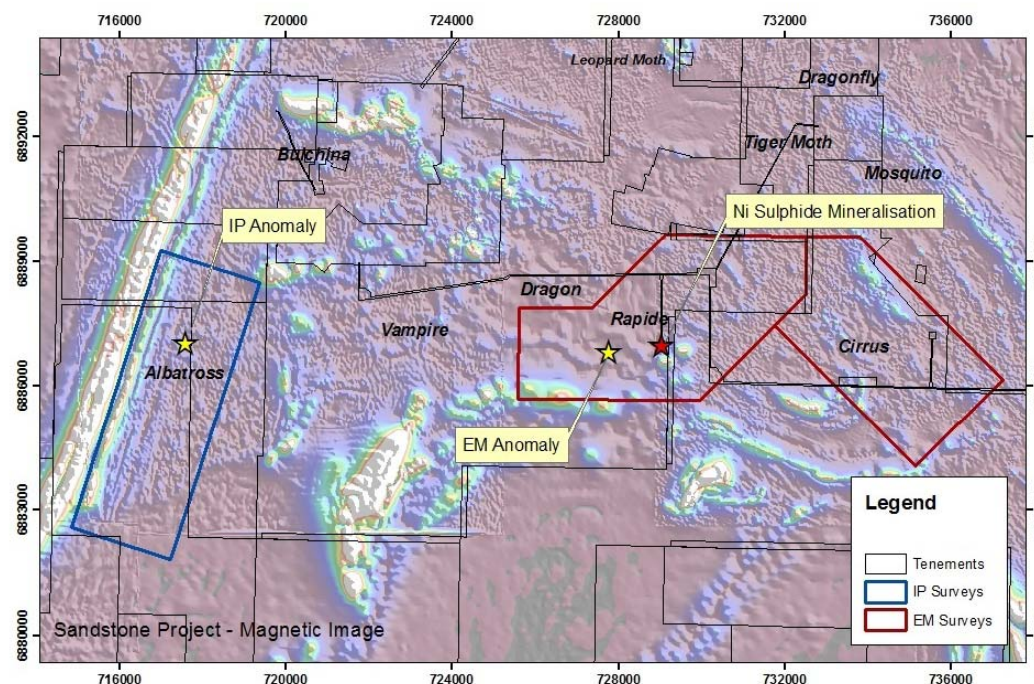 716000 720000 724000 728000 732000 736000
Leopard Moth
Dragonfly
6892000
Tiger Moth
Bulchina
Mosquito
IP Anomaly
Ni Sulphide Mineralisation
6889000
Dragon
Rapide
Vampire
Cirrus
Albatross
6886000
EM Anomaly
6883000
Legend
Tenements
IP Surveys
EM Surveys
6880000
Sandstone Project - Magnetic Image
716000 720000 724000 728000 732000 736000